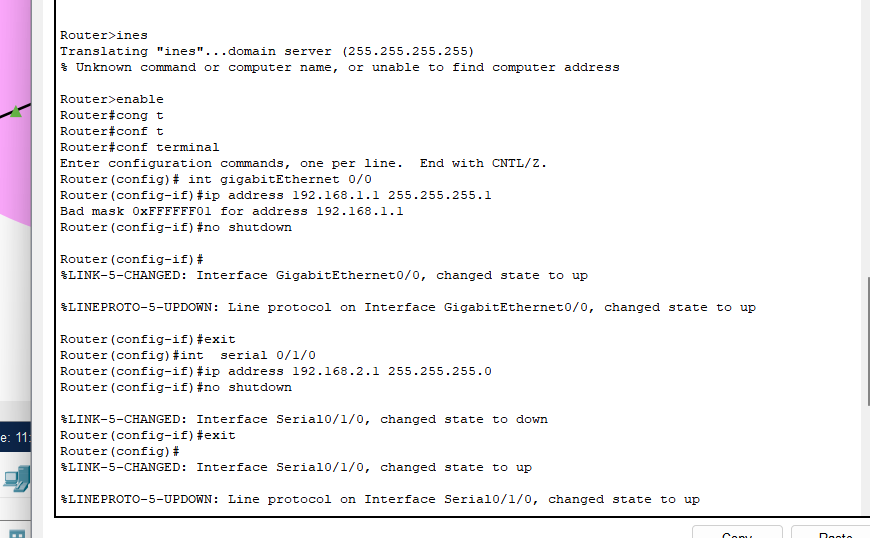 Router>ines
Translating "ines"...domain server (255.255.255.255)
% Unknown command or computer name, or unable to find computer address
Router>enable
Router#cong t
Router#conf t
Router#conf terminal
Enter configuration commands, one per line.  End with CNTL/Z.
Router(config)# int gigabitEthernet 0/0
Router(config-if)#ip address 192.168.1.1 255.255.255.1
Bad mask 0xFFFFFF01 for address 192.168.1.1
Router(config-if)#no shutdown
Router(config-if)#
%LINK-5-CHANGED: Interface GigabitEthernet0/0, changed state to up
%LINEPROTO-5-UPDOWN: Line protocol on Interface GigabitEthernet0/0, changed state to up
Router(config-if)#exit
Router(config)#int  serial 0/1/0
Router(config-if)#ip address 192.168.2.1 255.255.255.0
Router(config-if)#no shutdown
%LINK-5-CHANGED: Interface Serial0/1/0, changed state to down
Router(config-if)#exit
Router(config)#
%LINK-5-CHANGED: Interface Serial0/1/0, changed state to up
%LINEPROTO-5-UPDOWN: Line protocol on Interface Serial0/1/0, changed state to up
e: 11:
Copy Paste